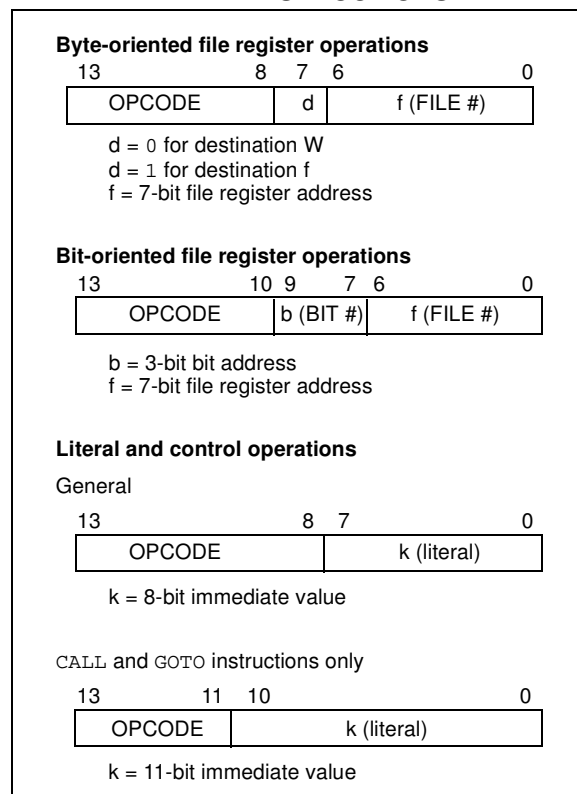 Byte-oriented file register operations
13 8 7 6 0
OPCODE d f (FILE #)
d = 0 for destination W
d = 1 for destination f
f = 7-bit file register address
Bit-oriented file register operations
13 10 9 7 6 0
OPCODE b (BIT #) f (FILE #)
b = 3-bit bit address
f = 7-bit file register address
Literal and control operations
General
13 8 7 0
OPCODE k (literal)
k = 8-bit immediate value
CALL and GOTO instructions only
13 11 10 0
OPCODE k (literal)
k = 11-bit immediate value